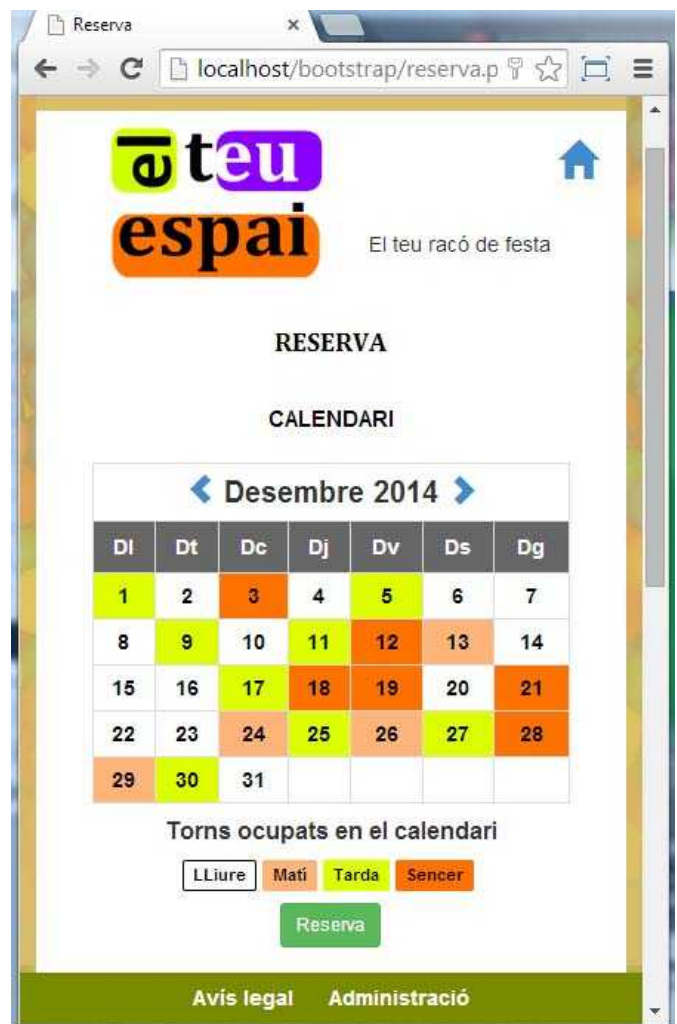 Reserva
localhost/bootstrap/reserva.p
el teu
espai
El teu racó de festa
RESERVA
CALENDARI
Desembre 2014
Dl Dt Dc Dj Dv Ds Dg
1 2 3 4 5 6 7
8 9 10 11 12 13 14
15 16 17 18 19 20 21
22 23 24 25 26 27 28
29 30 31
Torns ocupats en el calendari
LLiure Matí Tarda Sencer
Reserva
Avís legal Administració